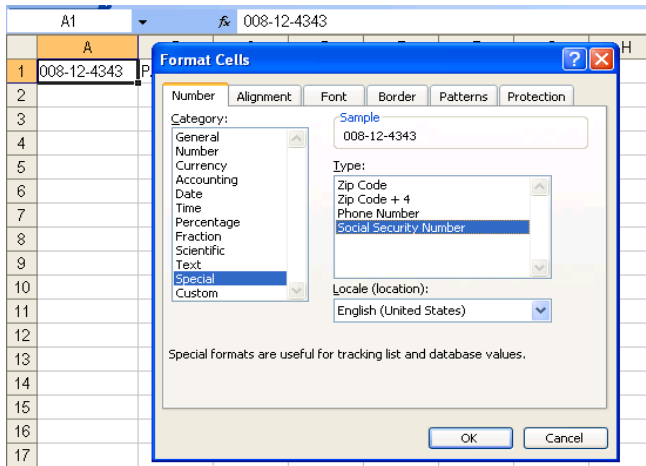 A1 fx 008-12-4343
A H
Format Cells
1 008-12-4343 P
Number Alignment Font Border Patterns Protection
2
Category:
Sample
3
General
008-12-4343
4
Number
Currency
Type:
5
Accounting
Zip Code
6
Date
Zip Code + 4
Time
Phone Number
7
Percentage
Social Security Number
8
Fraction
Scientific
9
Text
10
Special
Custom
Locale (location):
11
English (United States)
12
13
Special formats are useful for tracking list and database values.
14
15
16
OK Cancel
17